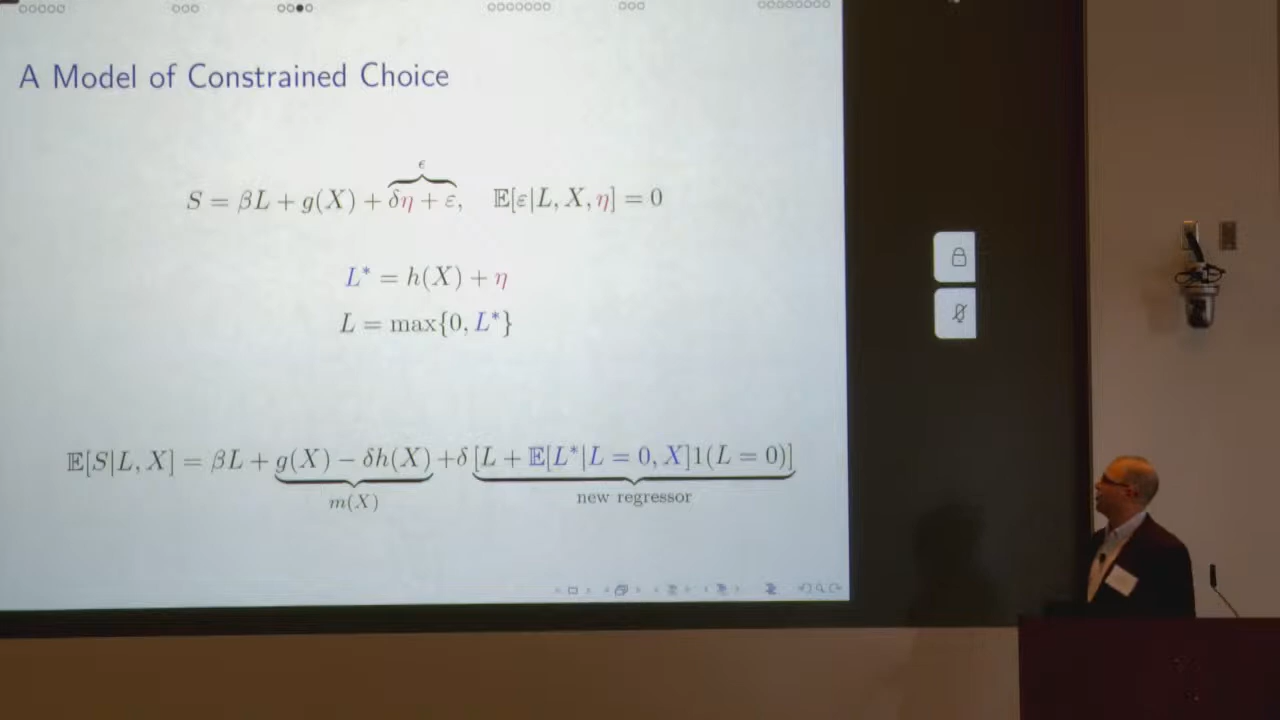 A Model of Constrained Choice
ϵ
S = βL + g(X) + δη + ε, 𝔼[ε|L, X, η] = 0
L* = h(X) + η
L = max{0, L*}
𝔼[S|L, X] = βL + g(X) − δh(X) + δ [L + 𝔼[L*|L = 0, X]1(L = 0)]
m(X) new regressor